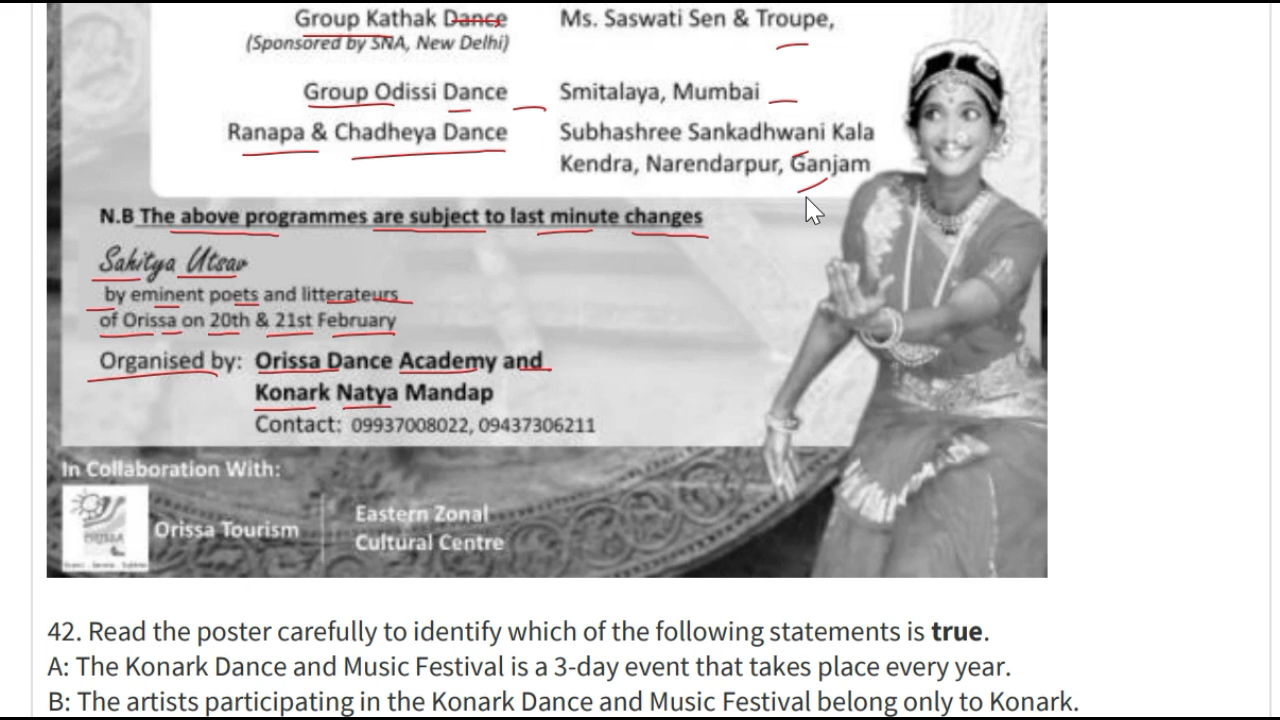 Group Kathak Dance
Ms. Saswati Sen & Troupe,
(Sponsored by SNA, New Delhi)
Group Odissi Dance
Smitalaya, Mumbai
Ranapa & Chadheya Dance
Subhashree Sankadhwani Kala
Kendra, Narendarpur, Ganjam
N.B The above programmes are subject to last minute changes
Sahitya Utsav
by eminent poets and litterateurs
of Orissa on 20th & 21st February
Organised by: Orissa Dance Academy and
Konark Natya Mandap
Contact: 09937008022, 09437306211
In Collaboration With:
Orissa Tourism
Eastern Zonal
Cultural Centre
42. Read the poster carefully to identify which of the following statements is true.
A: The Konark Dance and Music Festival is a 3-day event that takes place every year.
B: The artists participating in the Konark Dance and Music Festival belong only to Konark.